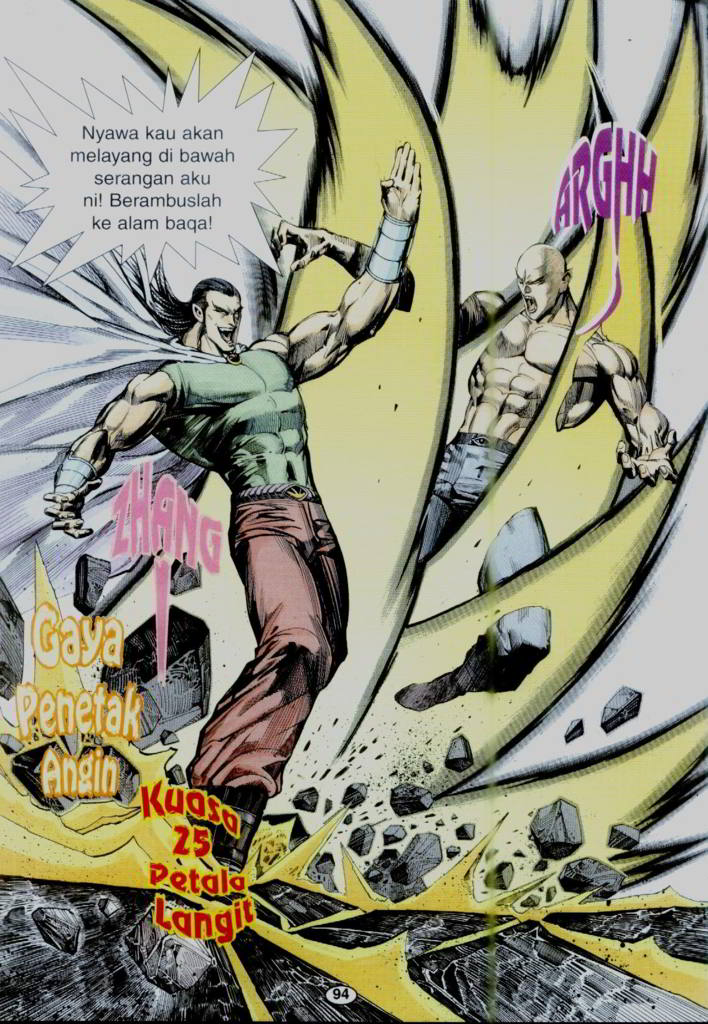 Nyawa kau akan
melayang di bawah
serangan aku
ni! Berambuslah
ke alam baqa!
ARGHH
ZHANG
Gaya
Penetak
Angin
Kuasa
25
Petala
Langit
94